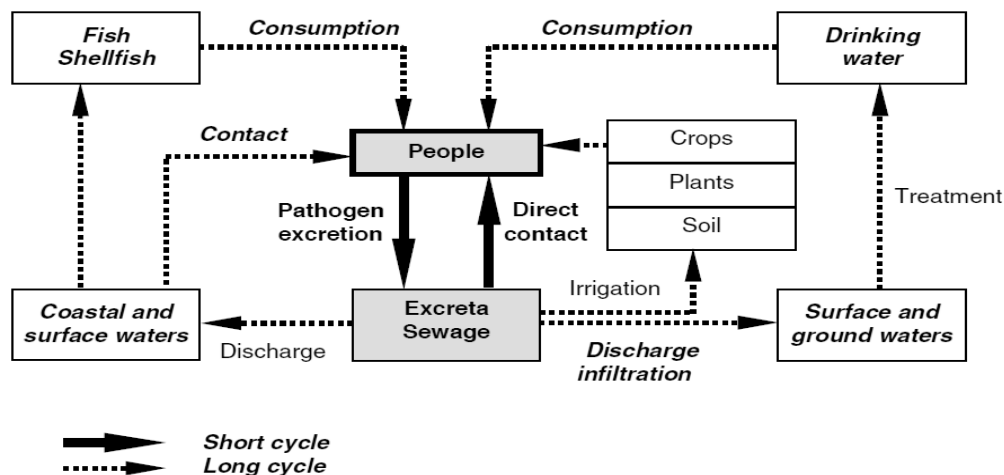 Fish
Shellfish
Consumption
Consumption
Drinking
water
Contact
People
Crops
Plants
Soil
Treatment
Pathogen
excretion
Direct
contact
Irrigation
Coastal and
surface waters
Discharge
Excreta
Sewage
Discharge
infiltration
Surface and
ground waters
Short cycle
Long cycle